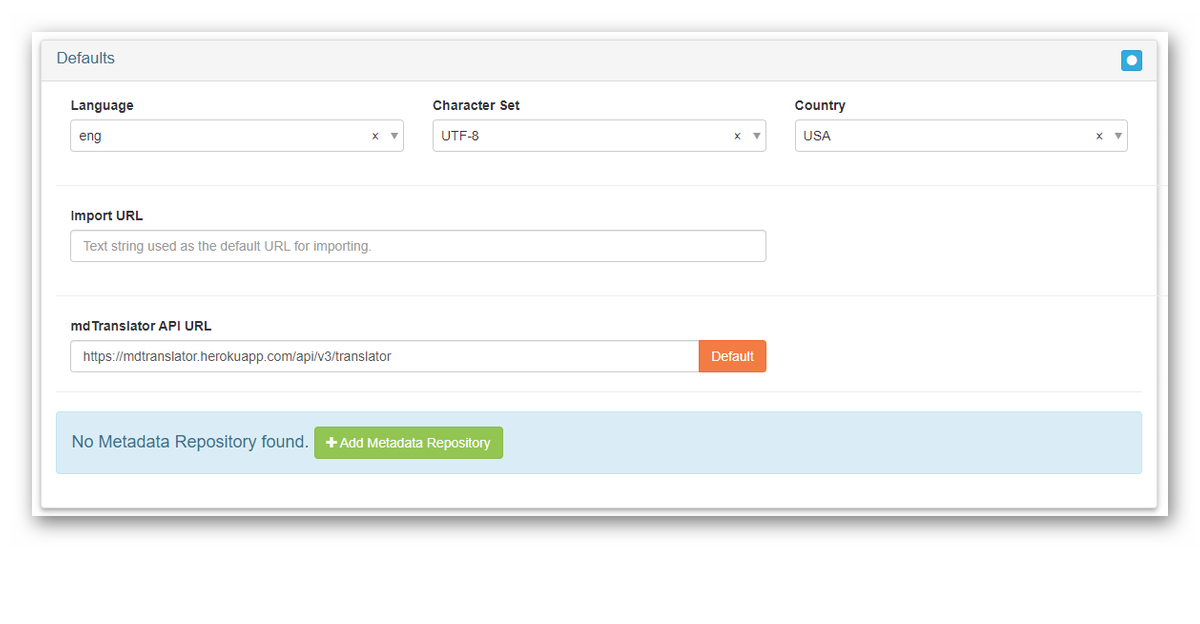 Defaults
Language Character Set Country
eng x UTF-8 x USA x
Import URL
Text string used as the default URL for importing.
mdTranslator API URL
https://mdtranslator.herokuapp.com/api/v3/translator Default
No Metadata Repository found. Add Metadata Repository